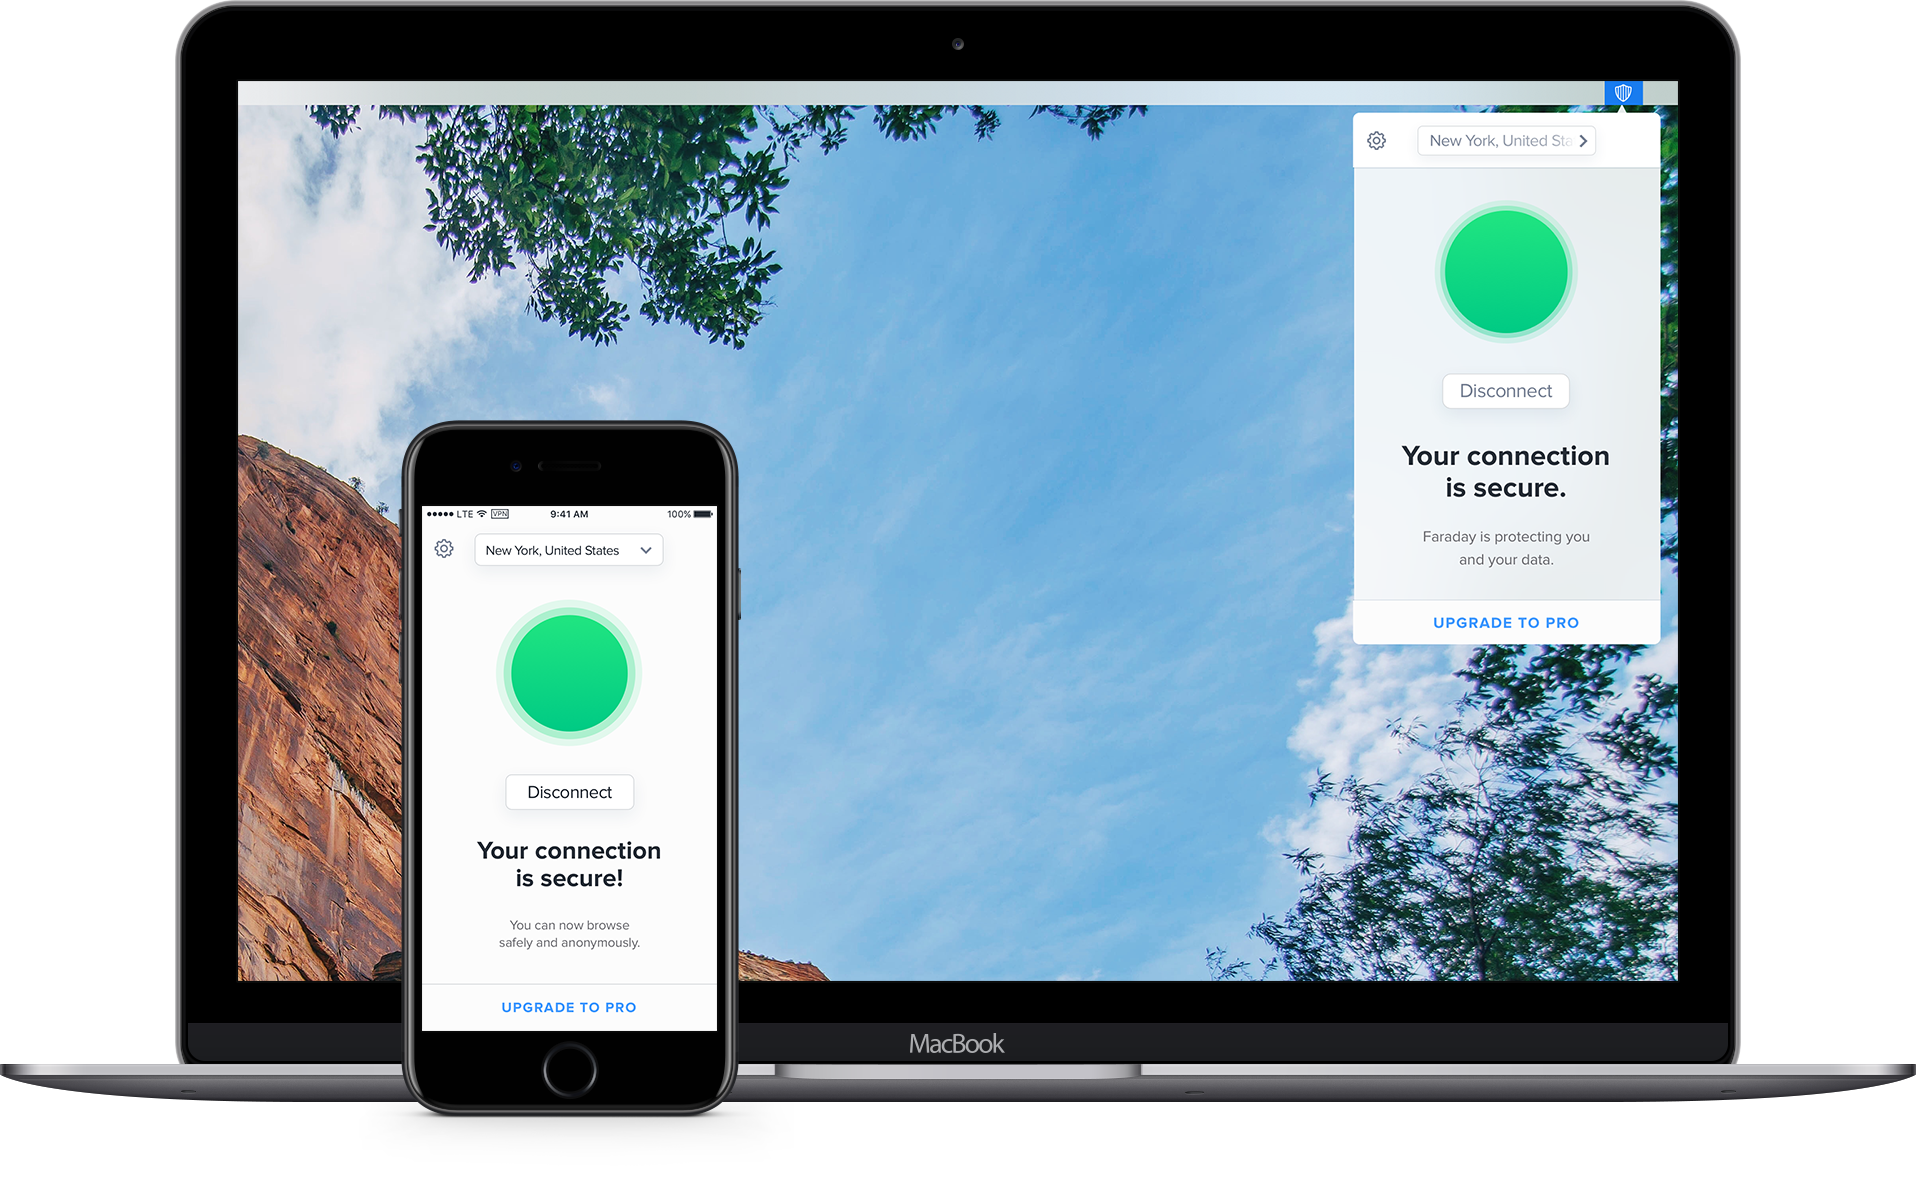 New York, United Sta
Disconnect
Your connection
is secure.
Faraday is protecting you
and your data.
UPGRADE TO PRO
LTE VPN 9:41 AM 100%
New York, United States
Disconnect
Your connection
is secure!
You can now browse
safely and anonymously.
UPGRADE TO PRO
MacBook